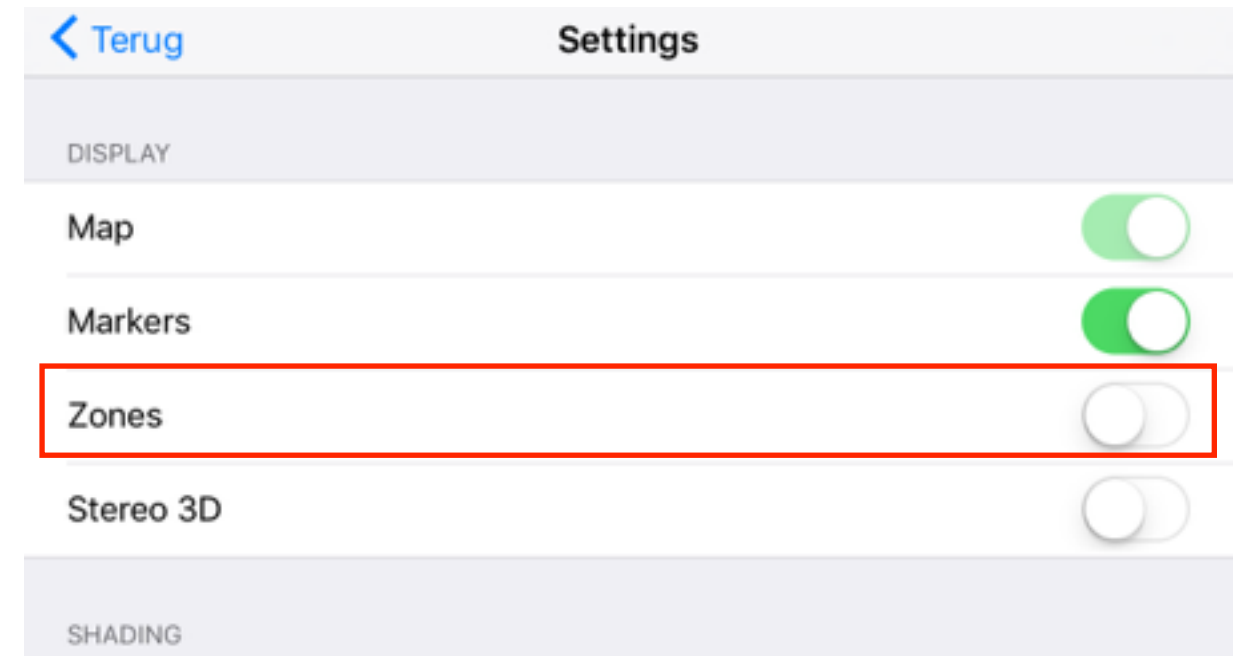 Terug
Settings
DISPLAY
Map
Markers
Zones
Stereo 3D
SHADING